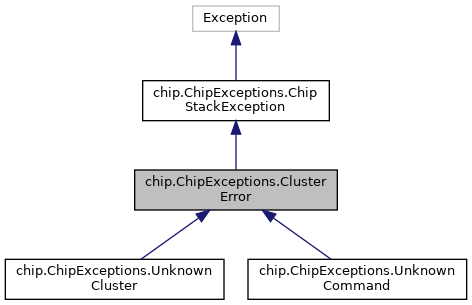 Exception
chip.ChipExceptions.Chip
StackException
chip.ChipExceptions.Cluster
Error
chip.ChipExceptions.Unknown
Cluster
chip.ChipExceptions.Unknown
Command